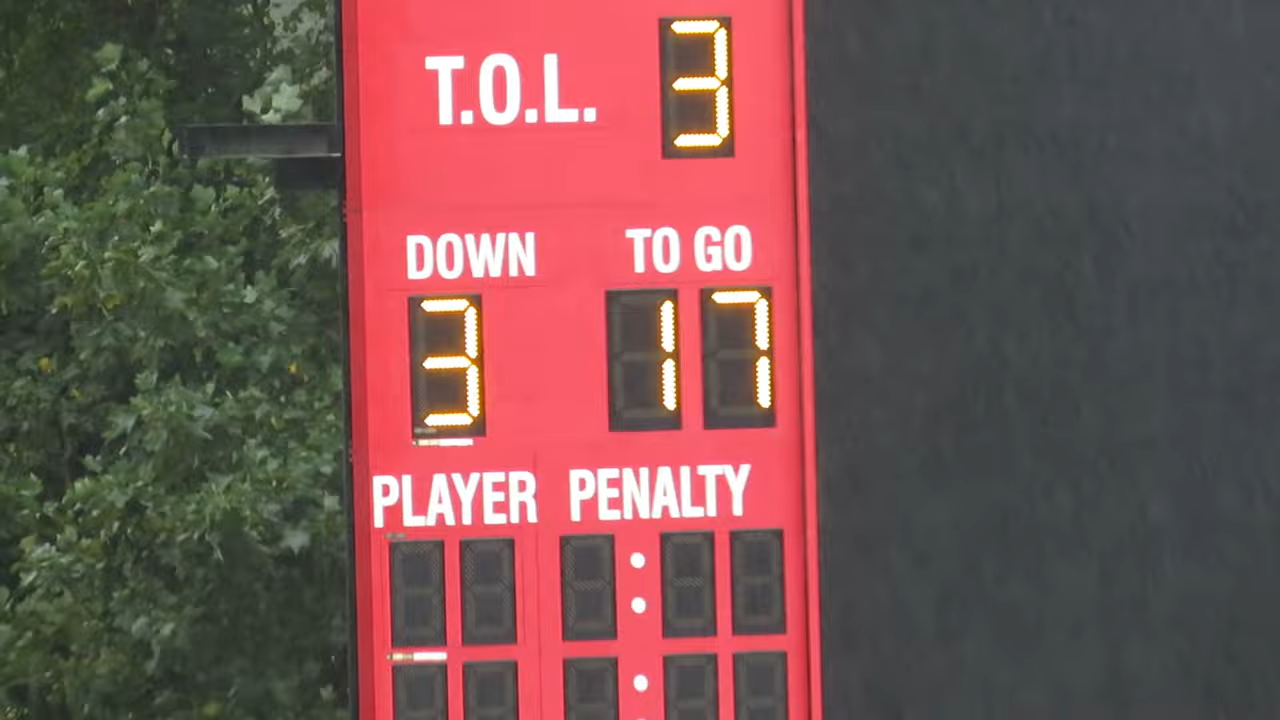 T.O.L. 3
DOWN TO GO
3 17
PLAYER PENALTY
: 
: